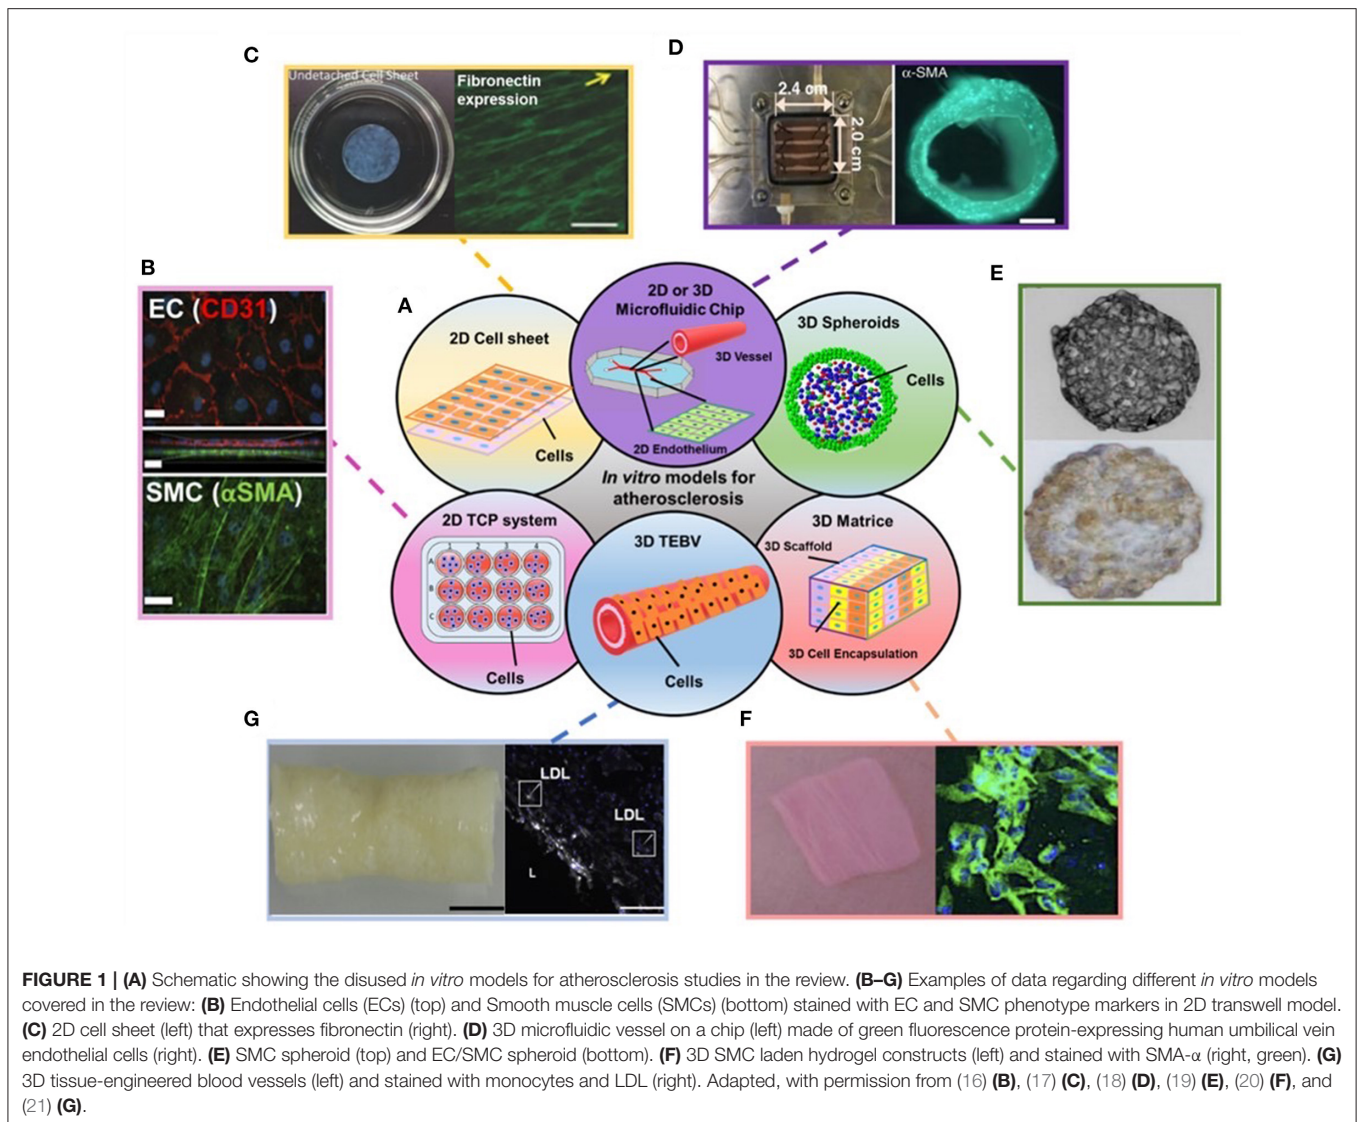 C
D
Undetached Cell Sheet
Fibronectin
expression
2.4 cm
2.0 cm
α-SMA
B
E
EC (CD31)
SMC (αSMA)
A
2D Cell sheet
Cells
2D or 3D
Microfluidic Chip
3D Vessel
2D Endothelium
3D Spheroids
Cells
In vitro models for
atherosclerosis
2D TCP system
1 2 3 4
A
B
C
Cells
3D TEBV
Cells
3D Matrice
3D Scaffold
3D Cell Encapsulation
G
F
LDL
LDL
L
FIGURE 1 | (A) Schematic showing the disused in vitro models for atherosclerosis studies in the review. (B–G) Examples of data regarding different in vitro models
covered in the review: (B) Endothelial cells (ECs) (top) and Smooth muscle cells (SMCs) (bottom) stained with EC and SMC phenotype markers in 2D transwell model.
(C) 2D cell sheet (left) that expresses fibronectin (right). (D) 3D microfluidic vessel on a chip (left) made of green fluorescence protein-expressing human umbilical vein
endothelial cells (right). (E) SMC spheroid (top) and EC/SMC spheroid (bottom). (F) 3D SMC laden hydrogel constructs (left) and stained with SMA-α (right, green). (G)
3D tissue-engineered blood vessels (left) and stained with monocytes and LDL (right). Adapted, with permission from (16) (B), (17) (C), (18) (D), (19) (E), (20) (F), and
(21) (G).